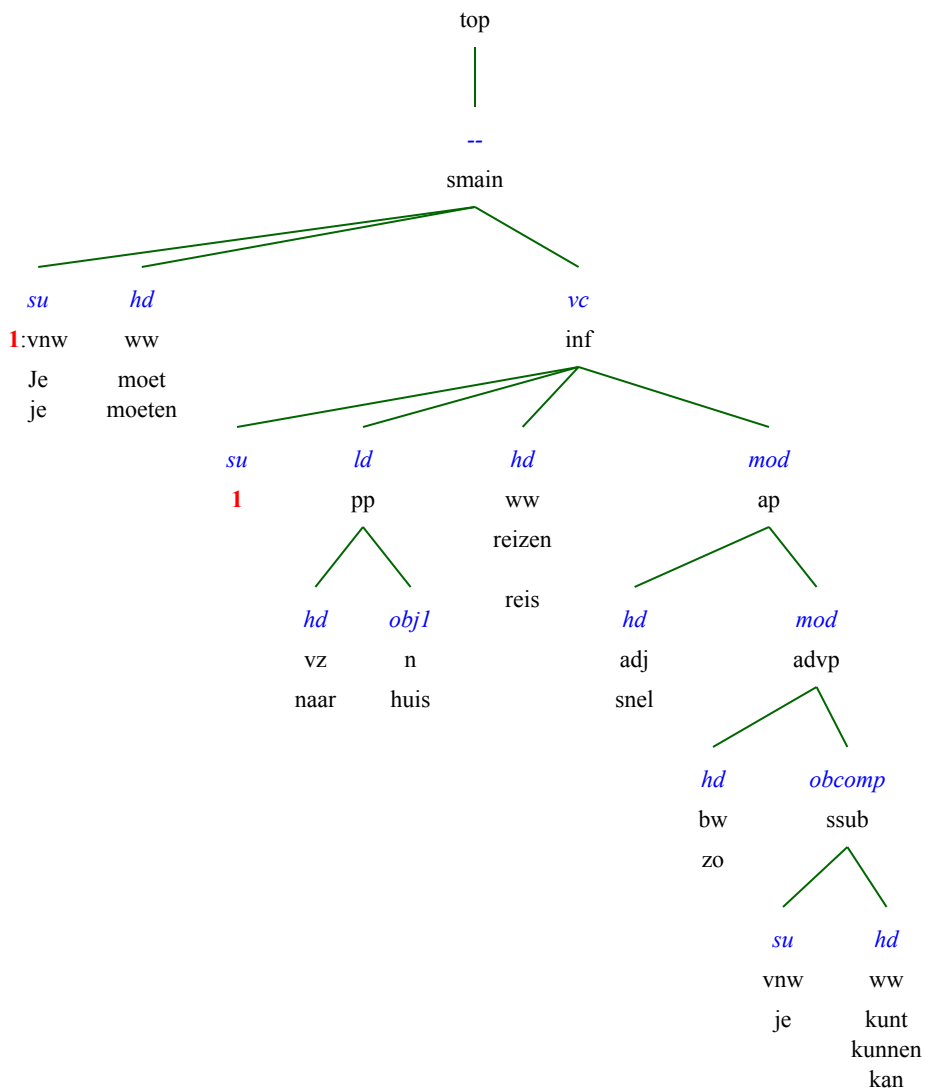 top
--
smain
su hd vc
1:vnw ww inf
Je moet
je moeten
su ld hd mod
1 pp ww ap
reizen
reis
hd obj1 hd mod
vz n adj advp
naar huis snel
hd obcomp
bw ssub
zo
su hd
vnw ww
je kunt
kunnen
kan